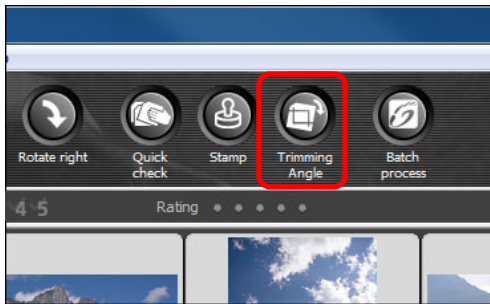 Rotate right
Quick
check
Stamp
Trimming
Angle
Batch
process
4 5
Rating